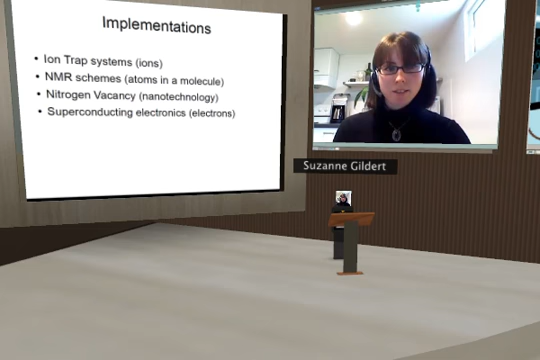 Implementations
• Ion Trap systems (ions)
• NMR schemes (atoms in a molecule)
• Nitrogen Vacancy (nanotechnology)
• Superconducting electronics (electrons)
Suzanne Gildert